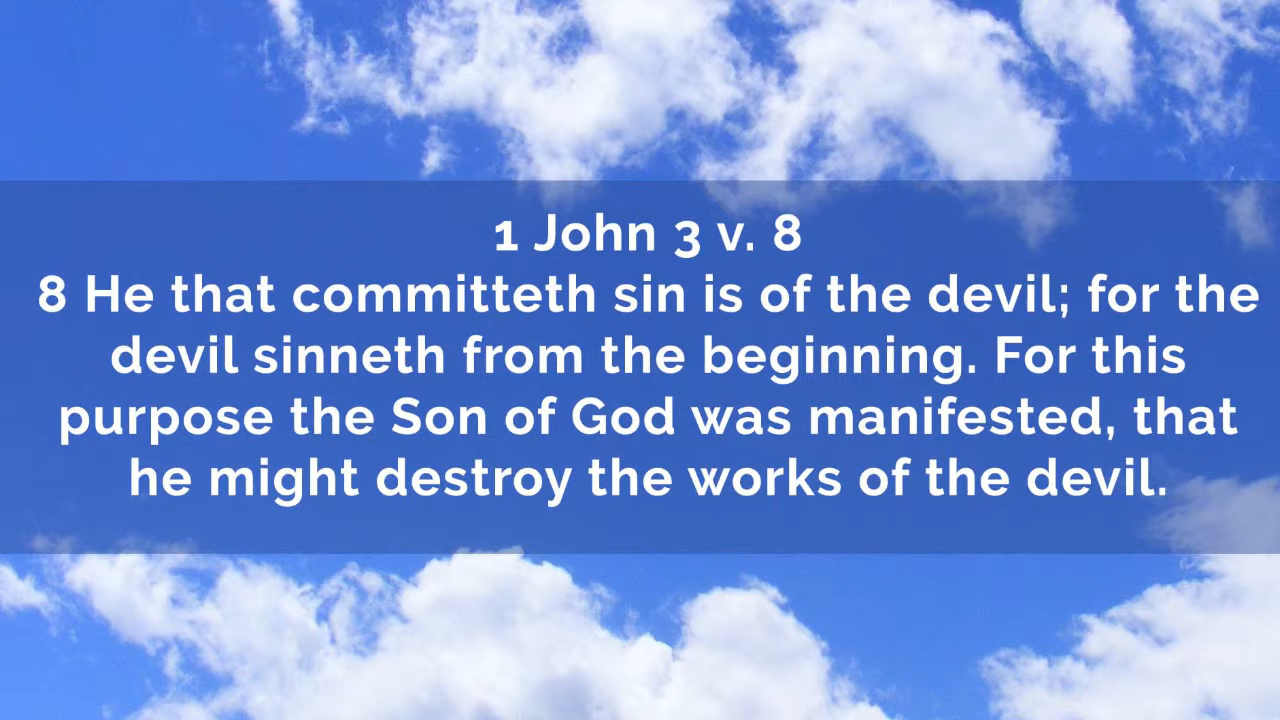 1 John 3 v. 8
8 He that committeth sin is of the devil; for the
devil sinneth from the beginning. For this
purpose the Son of God was manifested, that
he might destroy the works of the devil.